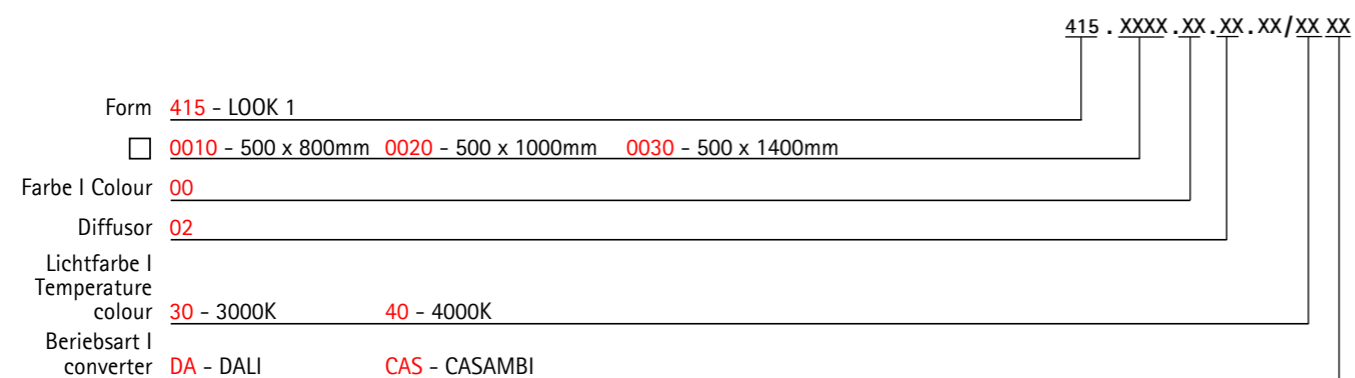 415 . XXXX . XX . XX . XX / XX XX
Form 415 - LOOK 1
0010 - 500 x 800mm 0020 - 500 x 1000mm 0030 - 500 x 1400mm
Farbe I Colour 00
Diffusor 02
Lichtfarbe I
Temperature
colour 30 - 3000K 40 - 4000K
Beriebsart I
converter DA - DALI CAS - CASAMBI